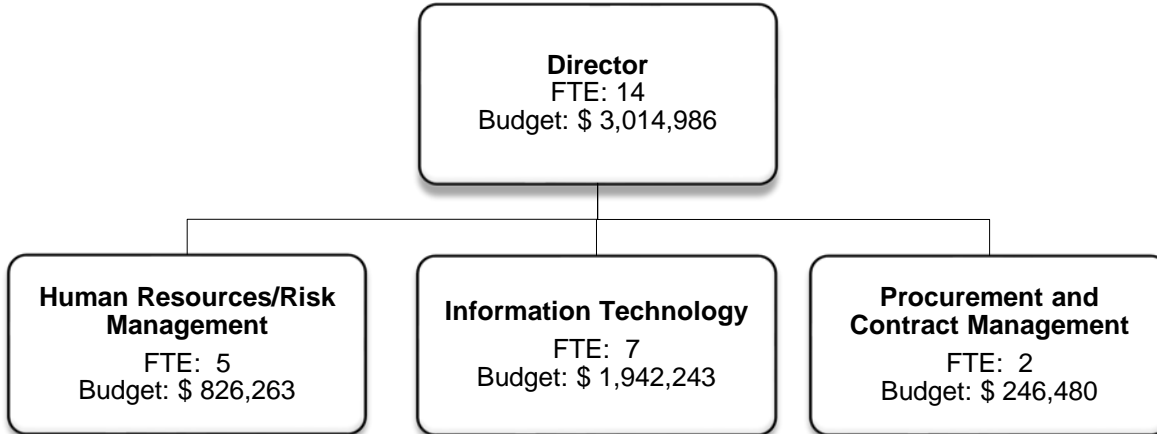 Director
FTE: 14
Budget: $ 3,014,986
Human Resources/Risk
Management
FTE: 5
Budget: $ 826,263
Information Technology
FTE: 7
Budget: $ 1,942,243
Procurement and
Contract Management
FTE: 2
Budget: $ 246,480